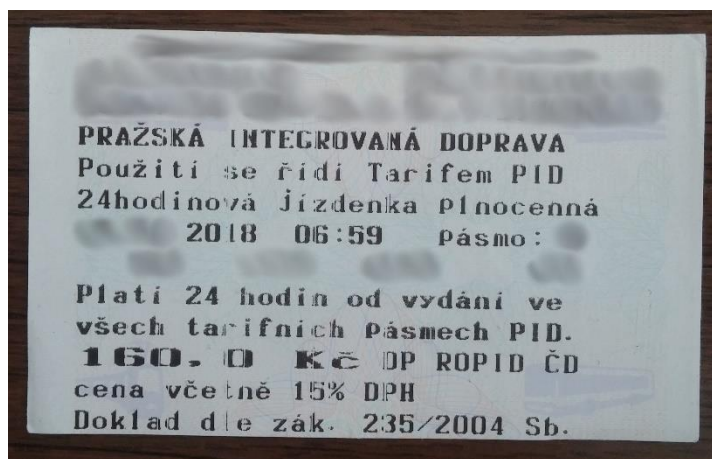 PRAŽSKÁ INTEGROVANÁ DOPRAVA
Použití se řídí Tarifem PID
24hodinová jízdenka plnocenná
2018 06:59 Pásmo:
Platí 24 hodin od vydání ve
všech tarifních pásmech PID.
160,0 Kč DP ROPID ČD
cena včetně 15% DPH
Doklad dle zák. 235/2004 Sb.